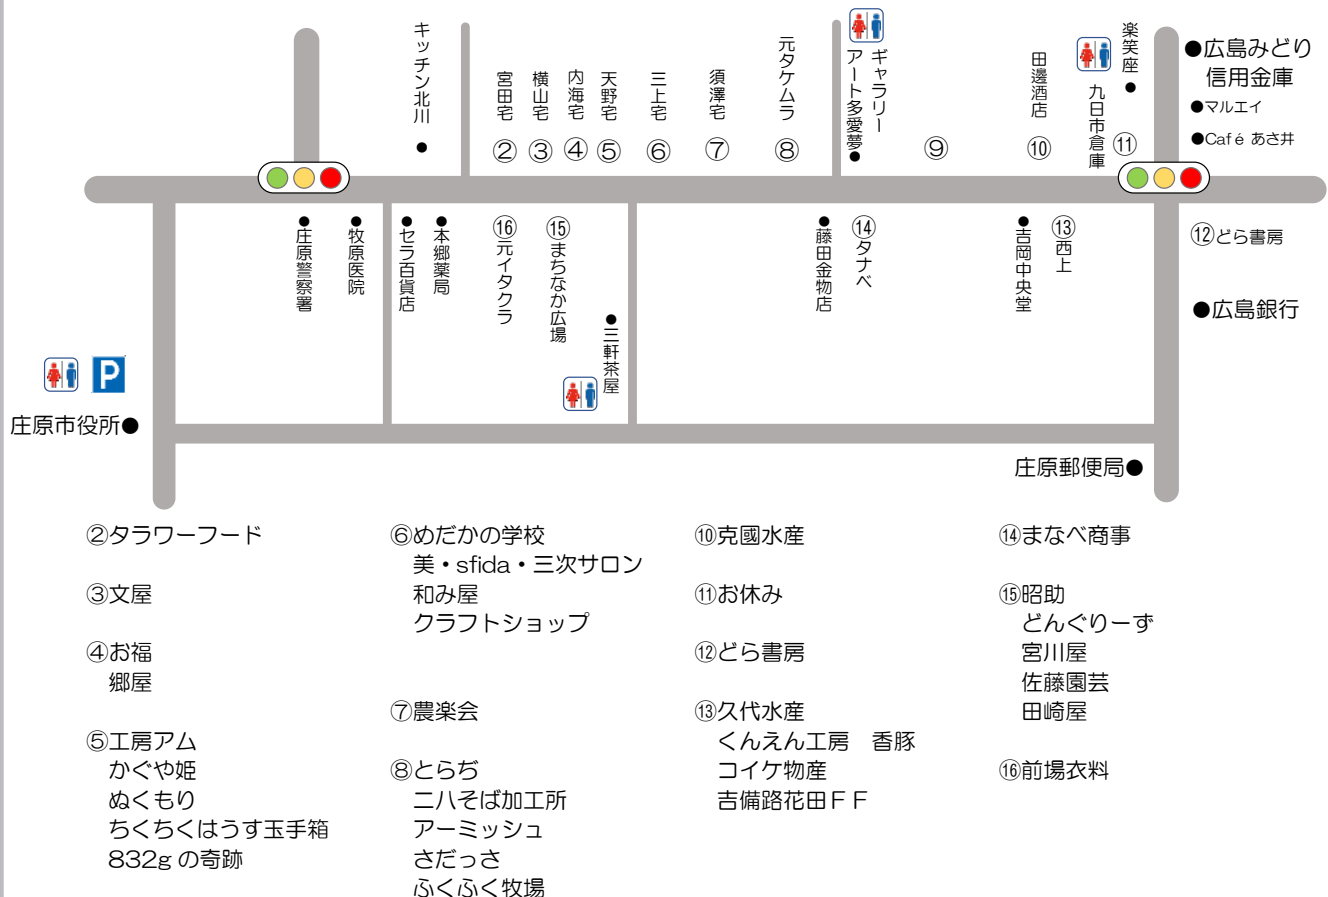 キッチン北川
宮田宅
横山宅
内海宅
天野宅
三上宅
須澤宅
元タケムラ
ギャラリー
アート多愛夢
田邊酒店
九日市倉庫
楽笑座
●広島みどり
信用金庫
●マルエイ
●Café あさ井
②
③
④
⑤
⑥
⑦
⑧
⑨
⑩
⑪
●庄原警察署
●牧原医院
●セラ百貨店
●本郷薬局
⑯元イタクラ
⑮まちなか広場
●三軒茶屋
●藤田金物店
⑭タナベ
●吉岡中央堂
⑬西上
⑫どら書房
●広島銀行
P
庄原市役所●
庄原郵便局●
②タラワーフード
③文屋
④お福
郷屋
⑤工房アム
かぐや姫
ぬくもり
ちくちくはうす玉手箱
832gの奇跡
⑥めだかの学校
美・sfida・三次サロン
和み屋
クラフトショップ
⑦農楽会
⑧とらぢ
二八そば加工所
アーミッシュ
さだっさ
ふくふく牧場
⑩克國水産
⑪お休み
⑫どら書房
⑬久代水産
くんえん工房　香豚
コイケ物産
吉備路花田ＦＦ
⑭まなべ商事
⑮昭助
どんぐりーず
宮川屋
佐藤園芸
田崎屋
⑯前場衣料